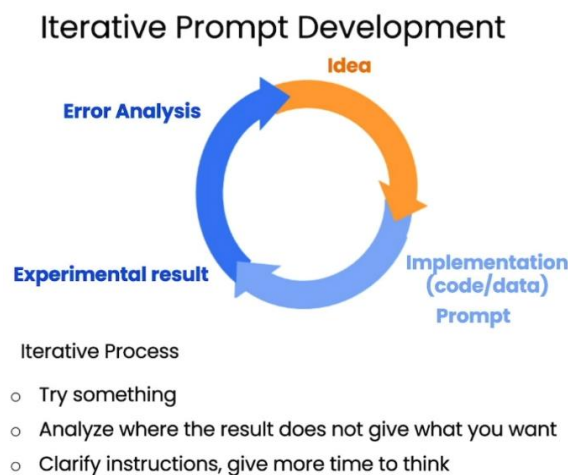 Iterative Prompt Development
Idea
Error Analysis
Experimental result
Implementation
(code/data)
Prompt
Iterative Process
o Try something
o Analyze where the result does not give what you want
o Clarify instructions, give more time to think